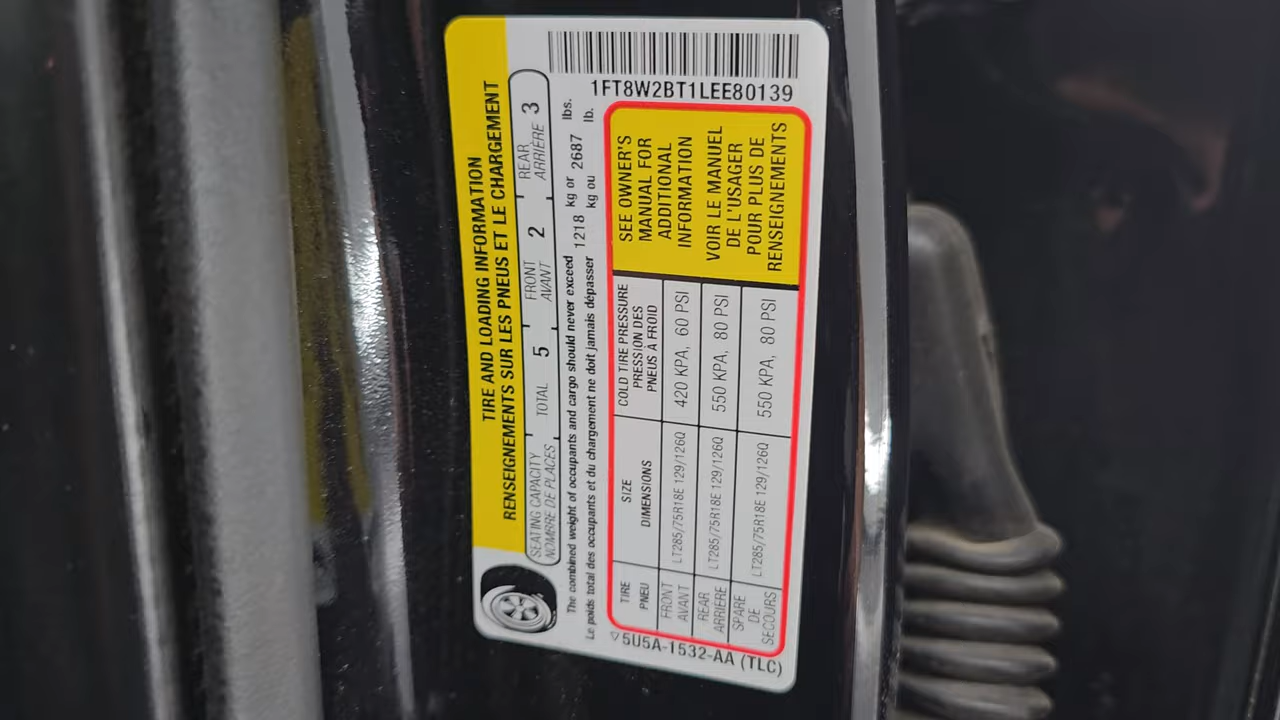 1FT8W2BT1LEE80139
TIRE AND LOADING INFORMATION
RENSEIGNEMENTS SUR LES PNEUS ET LE CHARGEMENT
SEATING CAPACITY
NOMBRE DE PLACES
TOTAL 5
FRONT
AVANT
2
REAR
ARRIÈRE
3
The combined weight of occupants and cargo should never exceed 1218 kg or 2687 lbs.
Le poids total des occupants et du chargement ne doit jamais dépasser kg ou lb.
TIRE
PNEU
SIZE
DIMENSIONS
COLD TIRE PRESSURE
PRESSION DES
PNEUS À FROID
FRONT
AVANT
LT285/75R18E 129/126Q
420 KPA, 60 PSI
REAR
ARRIERE
LT285/75R18E 129/126Q
550 KPA, 80 PSI
SPARE
DE
SECOURS
LT285/75R18E 129/126Q
550 KPA, 80 PSI
SEE OWNER'S
MANUAL FOR
ADDITIONAL
INFORMATION
VOIR LE MANUEL
DE L'USAGER
POUR PLUS DE
RENSEIGNEMENTS
5U5A-1532-AA (TLC)